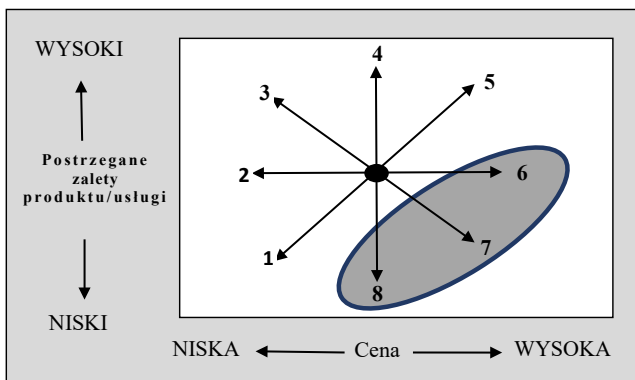 WYSOKI
Postrzegane
zalety
produktu/usługi
NISKI
4
3
5
2
6
1
7
8
NISKA
Cena
WYSOKA